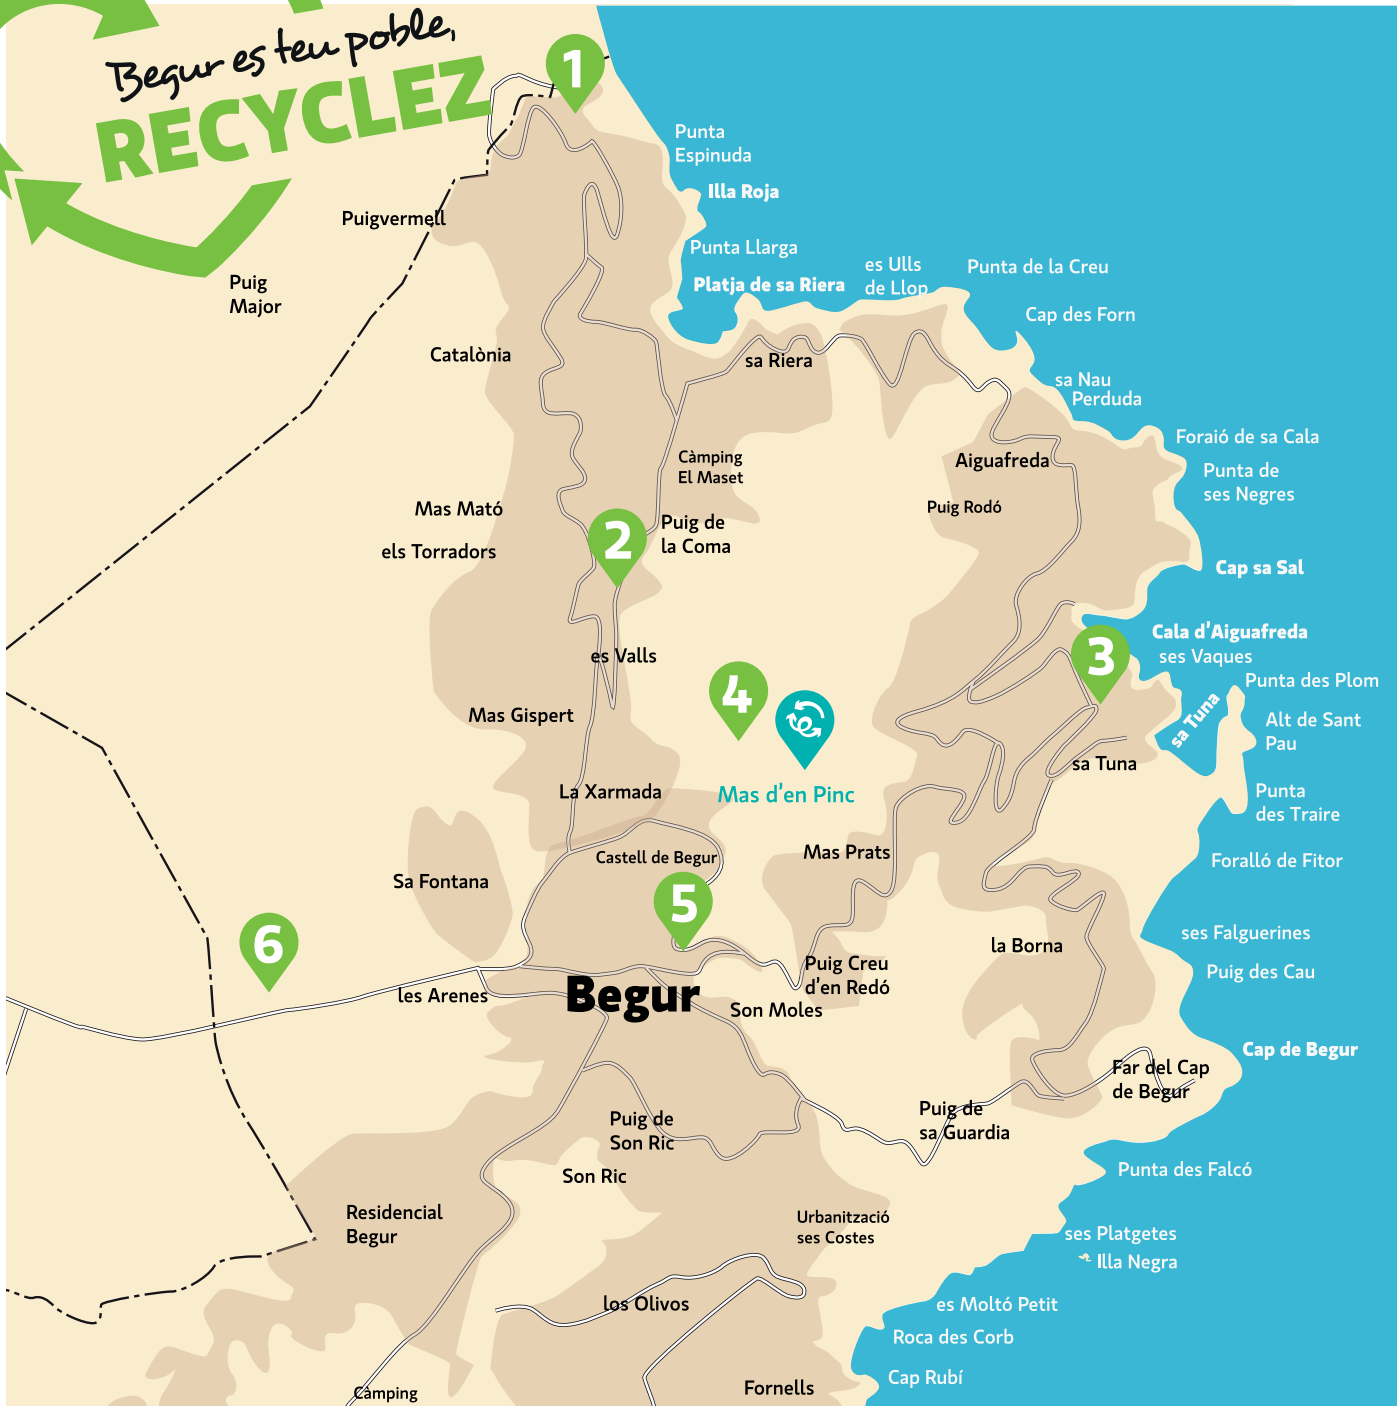 Begur es teu poble,
RECYCLEZ
1
Punta
Espinuda
Illa Roja
Puigvermell
Punta Llarga
Puig
Major
Platja de sa Riera
es Ulls
de Llop
Punta de la Creu
Cap des Forn
Catalònia
sa Riera
sa Nau
Perduda
Foraió de sa Cala
Càmping
El Maset
Aiguafreda
Punta de
ses Negres
Mas Mató
Puig Rodó
els Torradors
2
Puig de
la Coma
Cap sa Sal
Cala d'Aiguafreda
ses Vaques
es Valls
3
Punta des Plom
4
Mas Gispert
sa Tuna
Alt de Sant
Pau
sa Tuna
La Xarmada
Mas d'en Pinc
Punta
des Traire
Castell de Begur
Mas Prats
Foralló de Fitor
Sa Fontana
5
6
ses Falguerines
la Borna
Puig Creu
d'en Redó
Puig des Cau
les Arenes
Begur
Son Moles
Cap de Begur
Far del Cap
de Begur
Puig de
Son Ric
Puig de
sa Guardia
Son Ric
Punta des Falcó
Residencial
Begur
Urbanització
ses Costes
ses Platgetes
Illa Negra
los Olivos
es Moltó Petit
Roca des Corb
Cap Rubí
Càmping
Fornells